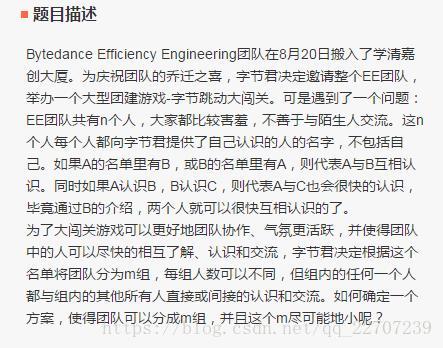 题目描述
Bytedance Efficiency Engineering团队在8月20日搬入了学清嘉
创大厦。为庆祝团队的乔迁之喜，字节君决定邀请整个EE团队，
举办一个大型团建游戏-字节跳动大闯关。可是遇到了一个问题：
EE团队共有n个人，大家都比较害羞，不善于与陌生人交流。这n
个人每个人都向字节君提供了自己认识的人的名字，不包括自
己。如果A的名单里有B，或B的名单里有A，则代表A与B互相认
识。同时如果A认识B，B认识C，则代表A与C也会很快的认识，
毕竟通过B的介绍，两个人就可以很快互相认识的了。
为了大闯关游戏可以更好地团队协作、气氛更活跃，并使得团队
中的人可以尽快的相互了解、认识和交流，字节君决定根据这个
名单将团队分为m组，每组人数可以不同，但组内的任何一个人
都与组内的其他所有人直接或间接的认识和交流。如何确定一个
方案，使得团队可以分成m组，并且这个m尽可能地小呢？
https://blog.csdn.net/qq_22707239